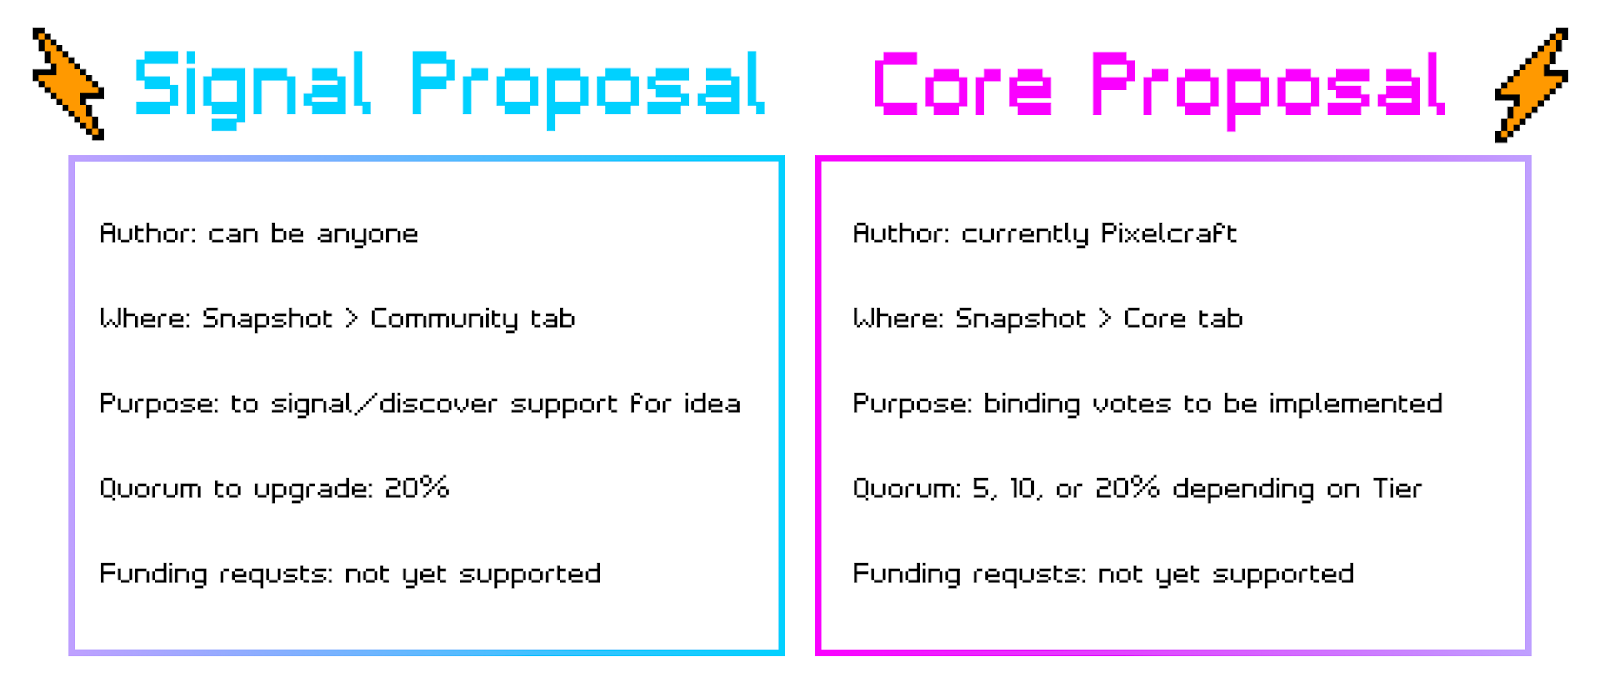 Signal Proposal
Author: can be anyone
Where: Snapshot > Community tab
Purpose: to signal/discover support for idea
Quorum to upgrade: 20%
Funding requsts: not yet supported
Core Proposal
Author: currently Pixelcraft
Where: Snapshot > Core tab
Purpose: binding votes to be implemented
Quorum: 5, 10, or 20% depending on Tier
Funding requsts: not yet supported